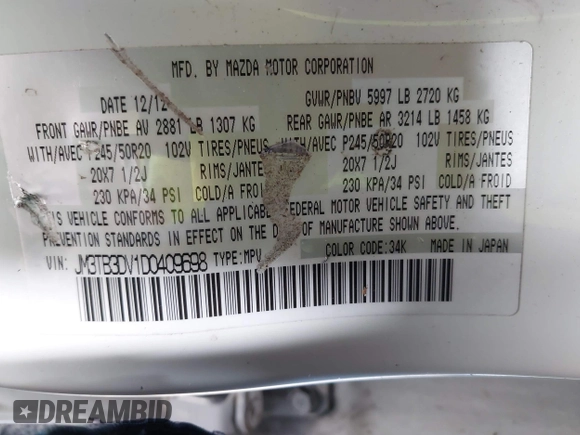 MFD. BY MAZDA MOTOR CORPORATION
DATE 12/12
GVWR/PNBV 5997 LB 2720 KG
FRONT GAWR/PNBE AV 2881 LB 1307 KG
REAR GAWR/PNBE AR 3214 LB 1458 KG
WITH/AVEC P245/50R20 102V TIRES/PNEUS
WITH/AVEC P245/50R20 102V TIRES/PNEUS
20X7 1/2J RIMS/JANTES
20X7 1/2J RIMS/JANTES
230 KPA/34 PSI COLD/A FROID
230 KPA/34 PSI COLD/A FROID
THIS VEHICLE CONFORMS TO ALL APPLICABLE FEDERAL MOTOR VEHICLE SAFETY AND THEFT
PREVENTION STANDARDS IN EFFECT ON THE DATE OF MANUFACTURE SHOWN ABOVE.
VIN: JM3TB3DV1D0409698 TYPE: MPV
COLOR CODE: 34K
MADE IN JAPAN
DREAMBID